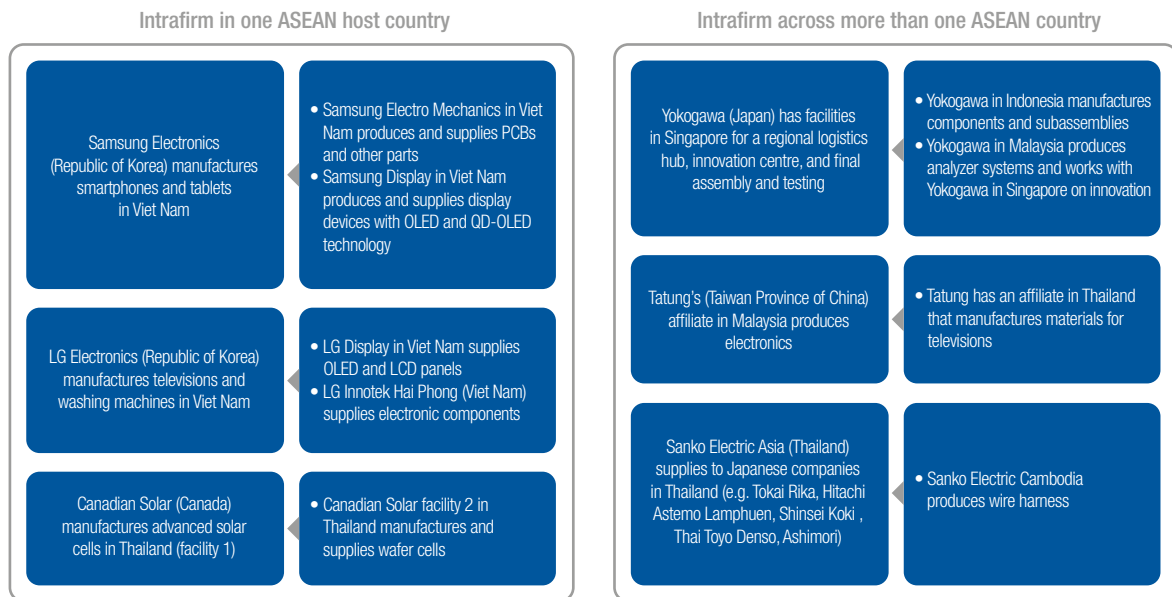 Intrafirm in one ASEAN host country
Samsung Electronics
(Republic of Korea) manufactures
smartphones and tablets
in Viet Nam
• Samsung Electro Mechanics in Viet
Nam produces and supplies PCBs
and other parts
• Samsung Display in Viet Nam
produces and supplies display
devices with OLED and QD-OLED
technology
LG Electronics (Republic of Korea)
manufactures televisions and
washing machines in Viet Nam
• LG Display in Viet Nam supplies
OLED and LCD panels
• LG Innotek Hai Phong (Viet Nam)
supplies electronic components
Canadian Solar (Canada)
manufactures advanced solar
cells in Thailand (facility 1)
• Canadian Solar facility 2 in
Thailand manufactures and
supplies wafer cells
Intrafirm across more than one ASEAN country
Yokogawa (Japan) has facilities
in Singapore for a regional logistics
hub, innovation centre, and final
assembly and testing
• Yokogawa in Indonesia manufactures
components and subassemblies
• Yokogawa in Malaysia produces
analyzer systems and works with
Yokogawa in Singapore on innovation
Tatung's (Taiwan Province of China)
affiliate in Malaysia produces
electronics
• Tatung has an affiliate in Thailand
that manufactures materials for
televisions
Sanko Electric Asia (Thailand)
supplies to Japanese companies
in Thailand (e.g. Tokai Rika, Hitachi
Astemo Lamphuen, Shinsei Koki ,
Thai Toyo Denso, Ashimori)
• Sanko Electric Cambodia
produces wire harness